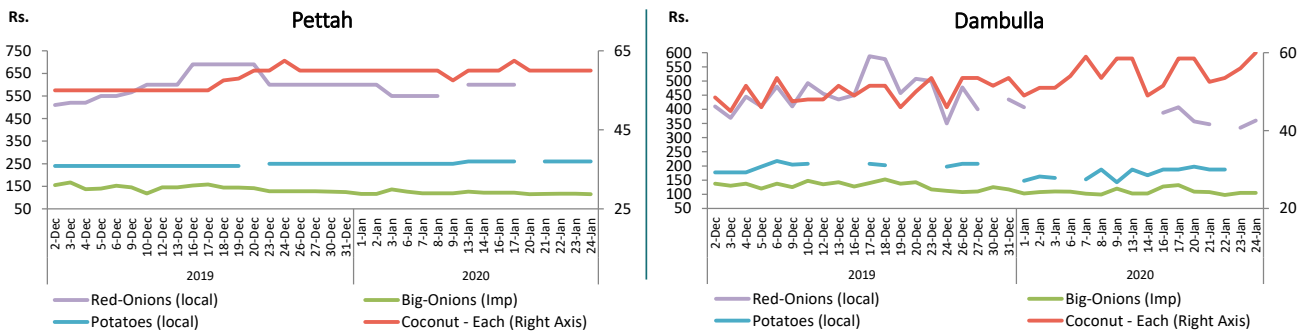 Rs.
Pettah
750
650
550
450
350
250
150
50
65
45
25
2-Dec
3-Dec
4-Dec
5-Dec
6-Dec
9-Dec
10-Dec
12-Dec
13-Dec
16-Dec
17-Dec
18-Dec
19-Dec
20-Dec
23-Dec
24-Dec
26-Dec
27-Dec
30-Dec
31-Dec
1-Jan
2-Jan
3-Jan
6-Jan
7-Jan
8-Jan
9-Jan
13-Jan
14-Jan
16-Jan
17-Jan
20-Jan
21-Jan
22-Jan
23-Jan
24-Jan
2019
2020
Red-Onions (local)
Big-Onions (Imp)
Potatoes (local)
Coconut - Each (Right Axis)
Rs.
Dambulla
600
550
500
450
400
350
300
250
200
150
100
50
60
40
20
2-Dec
3-Dec
4-Dec
5-Dec
6-Dec
9-Dec
10-Dec
12-Dec
13-Dec
16-Dec
17-Dec
18-Dec
19-Dec
20-Dec
23-Dec
24-Dec
26-Dec
27-Dec
30-Dec
31-Dec
1-Jan
2-Jan
3-Jan
6-Jan
7-Jan
8-Jan
9-Jan
13-Jan
14-Jan
16-Jan
17-Jan
20-Jan
21-Jan
22-Jan
23-Jan
24-Jan
2019
2020
Red-Onions (local)
Big-Onions (Imp)
Potatoes (local)
Coconut - Each (Right Axis)